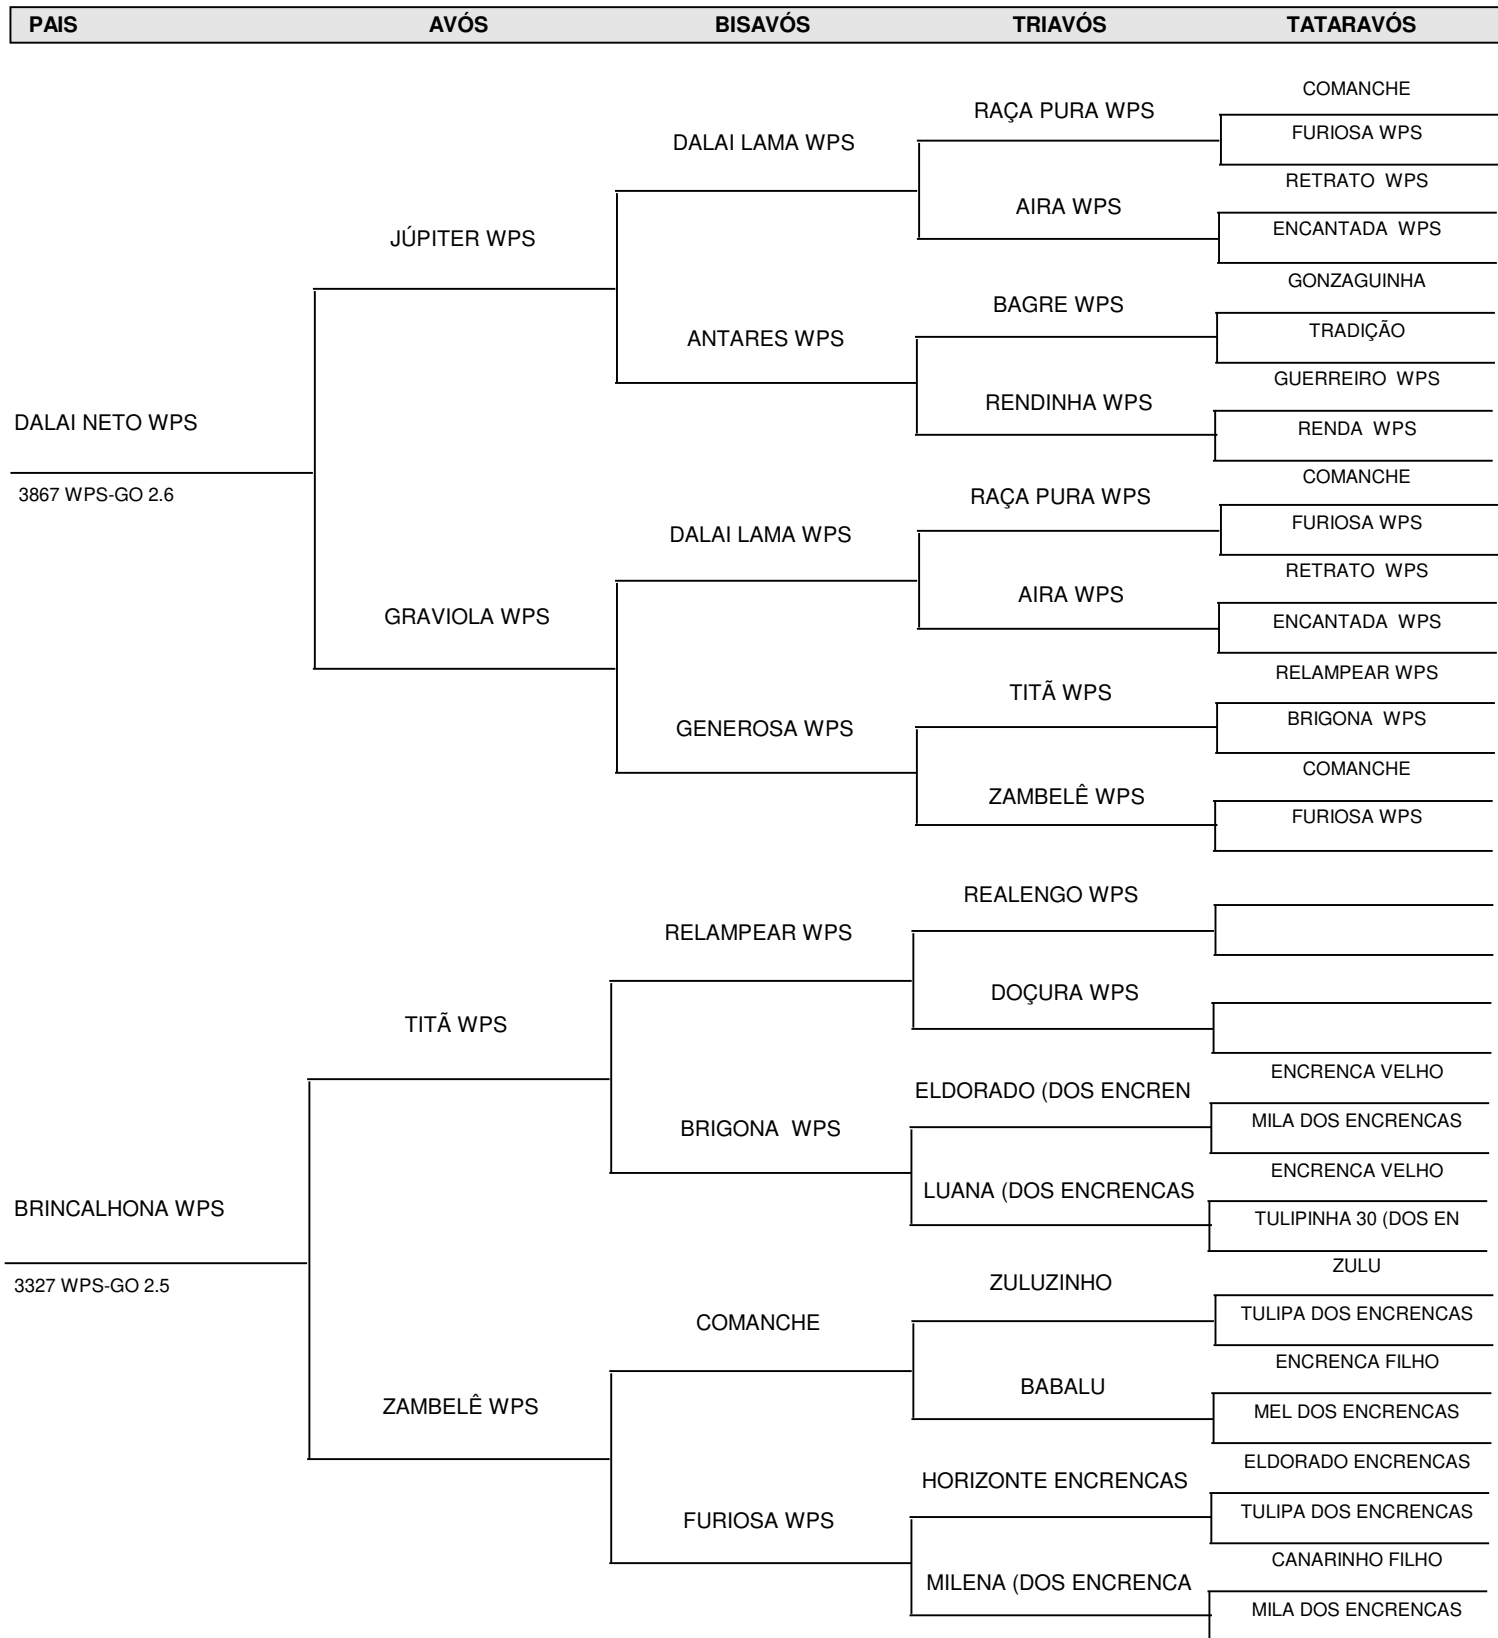 PAIS AVÓS BISAVÓS TRIAVÓS TATARAVÓS
COMANCHE
RAÇA PURA WPS
FURIOSA WPS
DALAI LAMA WPS
RETRATO WPS
AIRA WPS
ENCANTADA WPS
JÚPITER WPS
GONZAGUINHA
BAGRE WPS
TRADIÇÃO
ANTARES WPS
GUERREIRO WPS
RENDINHA WPS
RENDA WPS
DALAI NETO WPS
3867 WPS-GO 2.6
COMANCHE
RAÇA PURA WPS
FURIOSA WPS
DALAI LAMA WPS
RETRATO WPS
AIRA WPS
ENCANTADA WPS
GRAVIOLA WPS
RELAMPEAR WPS
TITÃ WPS
BRIGONA WPS
GENEROSA WPS
COMANCHE
ZAMBELÊ WPS
FURIOSA WPS
REALENGO WPS
RELAMPEAR WPS
DOÇURA WPS
TITÃ WPS
ENCRENCA VELHO
ELDORADO (DOS ENCREN
MILA DOS ENCRENCAS
BRIGONA WPS
ENCRENCA VELHO
LUANA (DOS ENCRENCAS
TULIPINHA 30 (DOS EN
BRINCALHONA WPS
3327 WPS-GO 2.5
ZULU
ZULUZINHO
TULIPA DOS ENCRENCAS
COMANCHE
ENCRENCA FILHO
BABALU
MEL DOS ENCRENCAS
ZAMBELÊ WPS
ELDORADO ENCRENCAS
HORIZONTE ENCRENCAS
TULIPA DOS ENCRENCAS
FURIOSA WPS
CANARINHO FILHO
MILENA (DOS ENCRENCA
MILA DOS ENCRENCAS